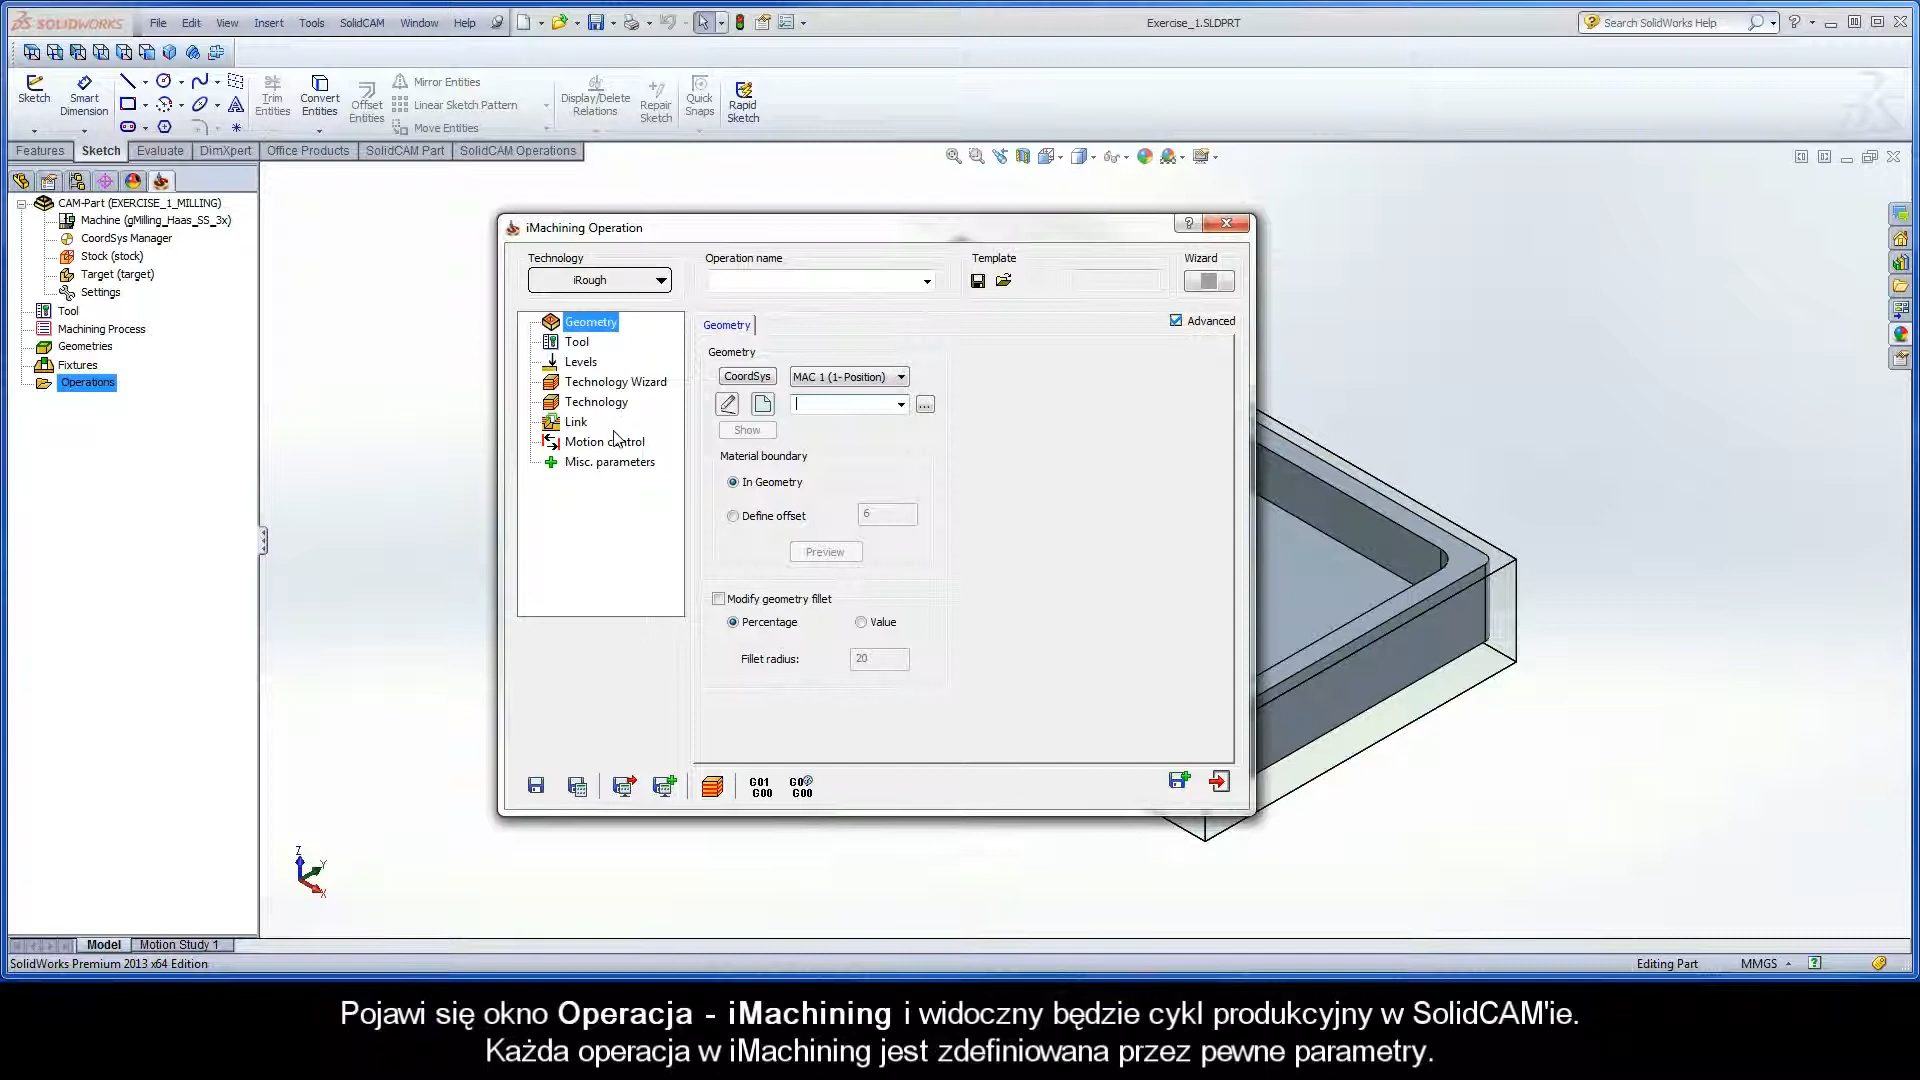 SOLIDWORKS File Edit View Insert Tools SolidCAM Window Help Exercise_1.SLDPRT Search SolidWorks Help
Sketch Smart Dimension Trim Entities Convert Entities Offset Entities
Mirror Entities
Linear Sketch Pattern
Move Entities
Display/Delete Relations Repair Sketch Quick Snaps Rapid Sketch
Features Sketch Evaluate DimXpert Office Products SolidCAM Part SolidCAM Operations
CAM-Part (EXERCISE_1_MILLING)
Machine (gMilling_Haas_SS_3x)
CoordSys Manager
Stock (stock)
Target (target)
Settings
Tool
Machining Process
Geometries
Fixtures
Operations
iMachining Operation
Technology Operation name Template Wizard
iRough
Geometry
Tool
Levels
Technology Wizard
Technology
Link
Motion control
Misc. parameters
Geometry Advanced
Geometry
CoordSys MAC 1 (1-Position)
...
Show
Material boundary
In Geometry
Define offset 6
Preview
Modify geometry fillet
Percentage Value
Fillet radius: 20
G01 G00
G00
Z Y X
Model Motion Study 1
SolidWorks Premium 2013 x64 Edition Editing Part MMGS
Pojawi się okno Operacja - iMachining i widoczny będzie cykl produkcyjny w SolidCAM'ie.
Każda operacja w iMachining jest zdefiniowana przez pewne parametry.